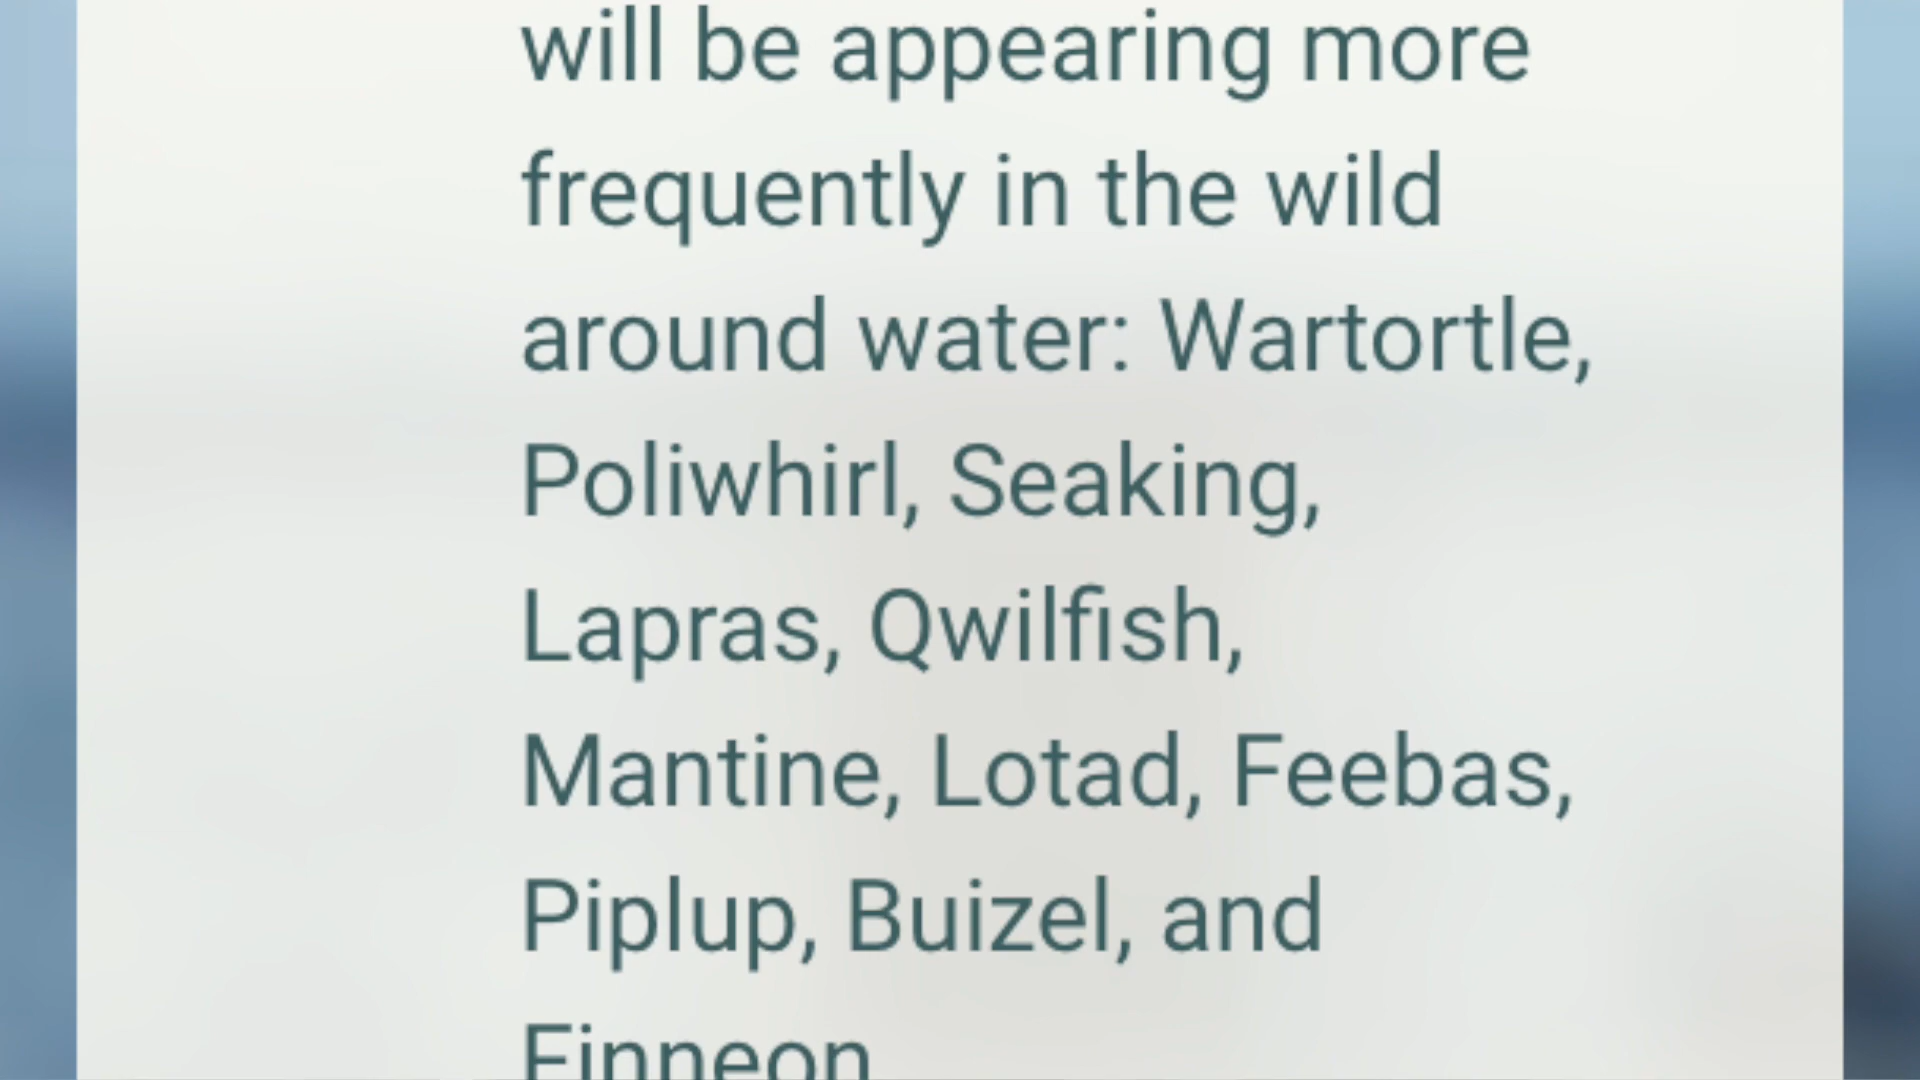 will be appearing more
frequently in the wild
around water: Wartortle,
Poliwhirl, Seaking,
Lapras, Qwilfish,
Mantine, Lotad, Feebas,
Piplup, Buizel, and
Finneon